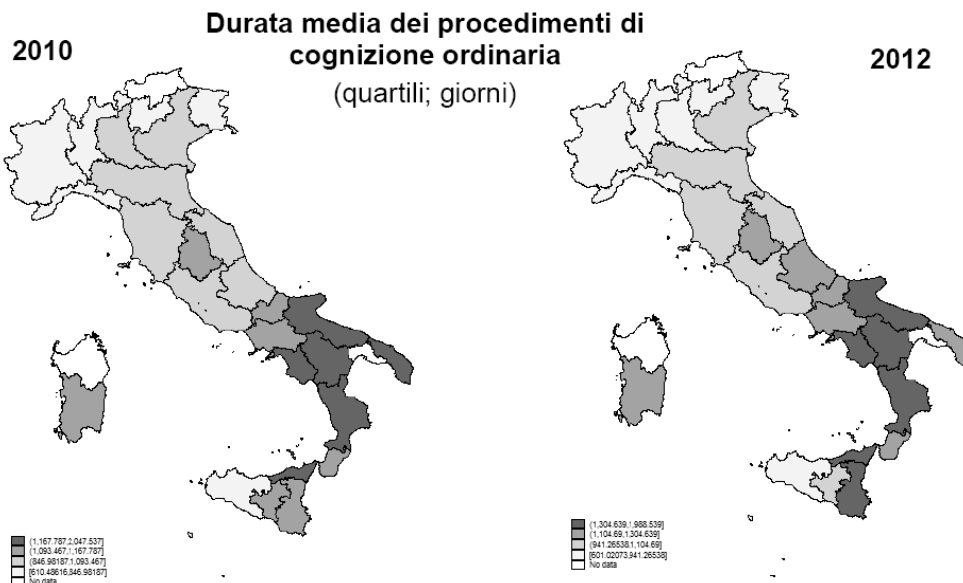 Durata media dei procedimenti di
cognizione ordinaria
(quartili; giorni)
2010
2012
(1,167.787,2,047.537]
(1,093.467,1,167.787]
(846.98187,1,093.467]
[610.48616,846.98187]
No data
(1,304.639,1,988.539]
(1,104.69,1,304.639]
(941.26538,1,104.69]
[601.02073,941.26538]
No data